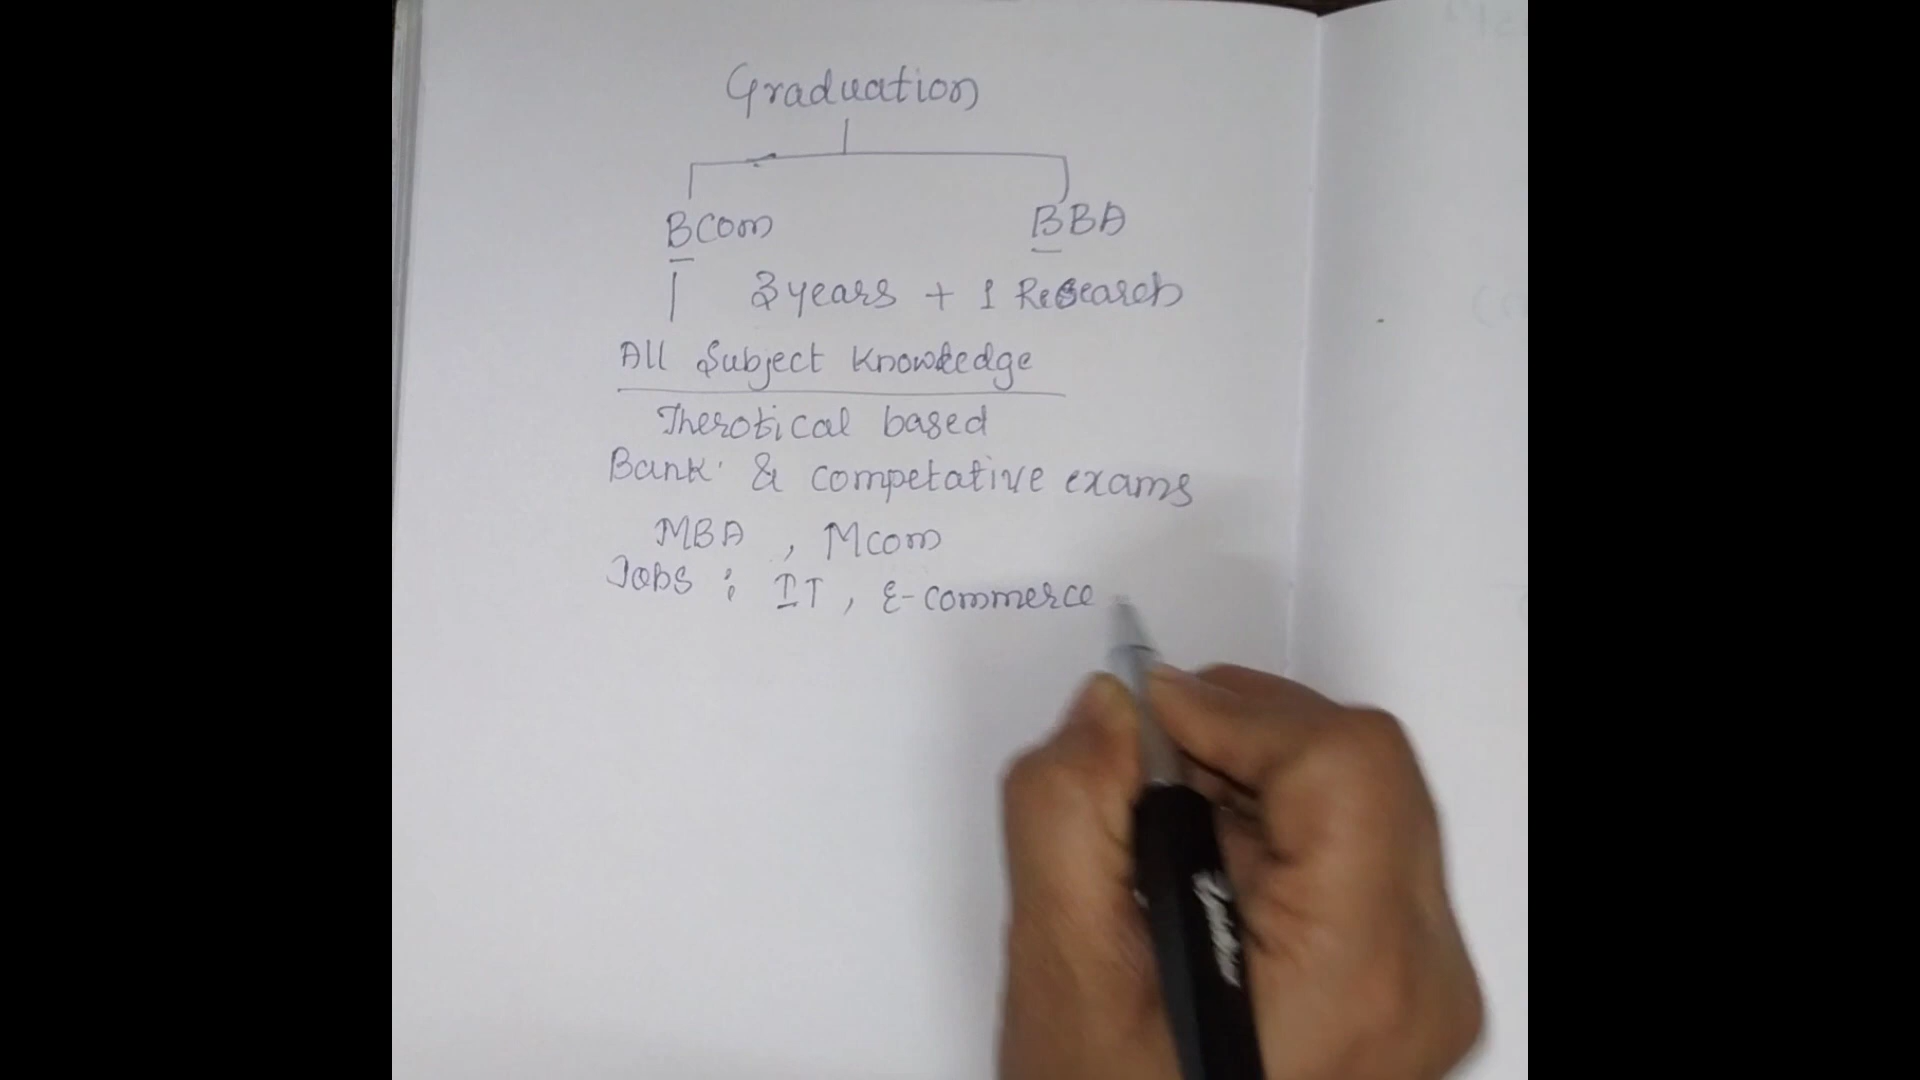 Graduation
BCom BBA
3 years + 1 Research
All Subject Knowledge
Therotical based
Bank & competative exams
MBA , Mcom
Jobs : IT , E-commerce